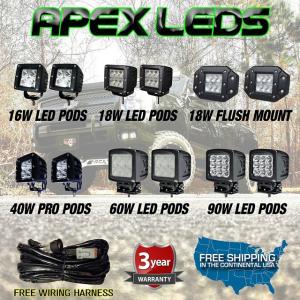 APEX LEDS
16W LED PODS
18W LED PODS
18W FLUSH MOUNT
40W PRO PODS
60W LED PODS
90W LED PODS
FREE WIRING HARNESS
3 year
WARRANTY
FREE SHIPPING
IN THE CONTINENTAL USA